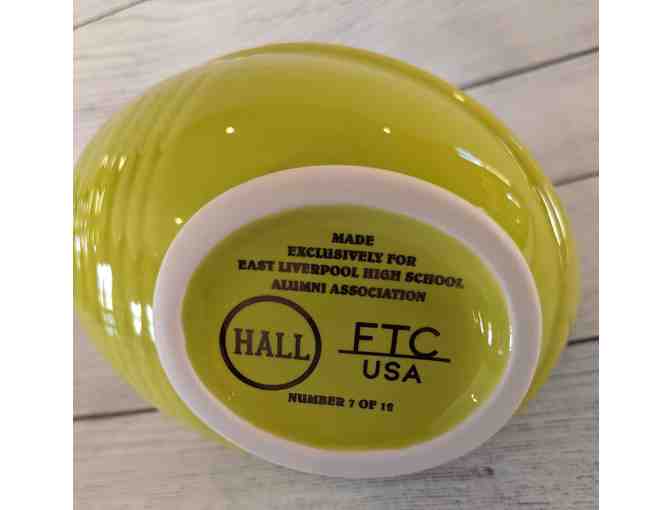 MADE
EXCLUSIVELY FOR
EAST LIVERPOOL HIGH SCHOOL
ALUMNI ASSOCIATION
HALL
FTC
USA
NUMBER 7 OF 16